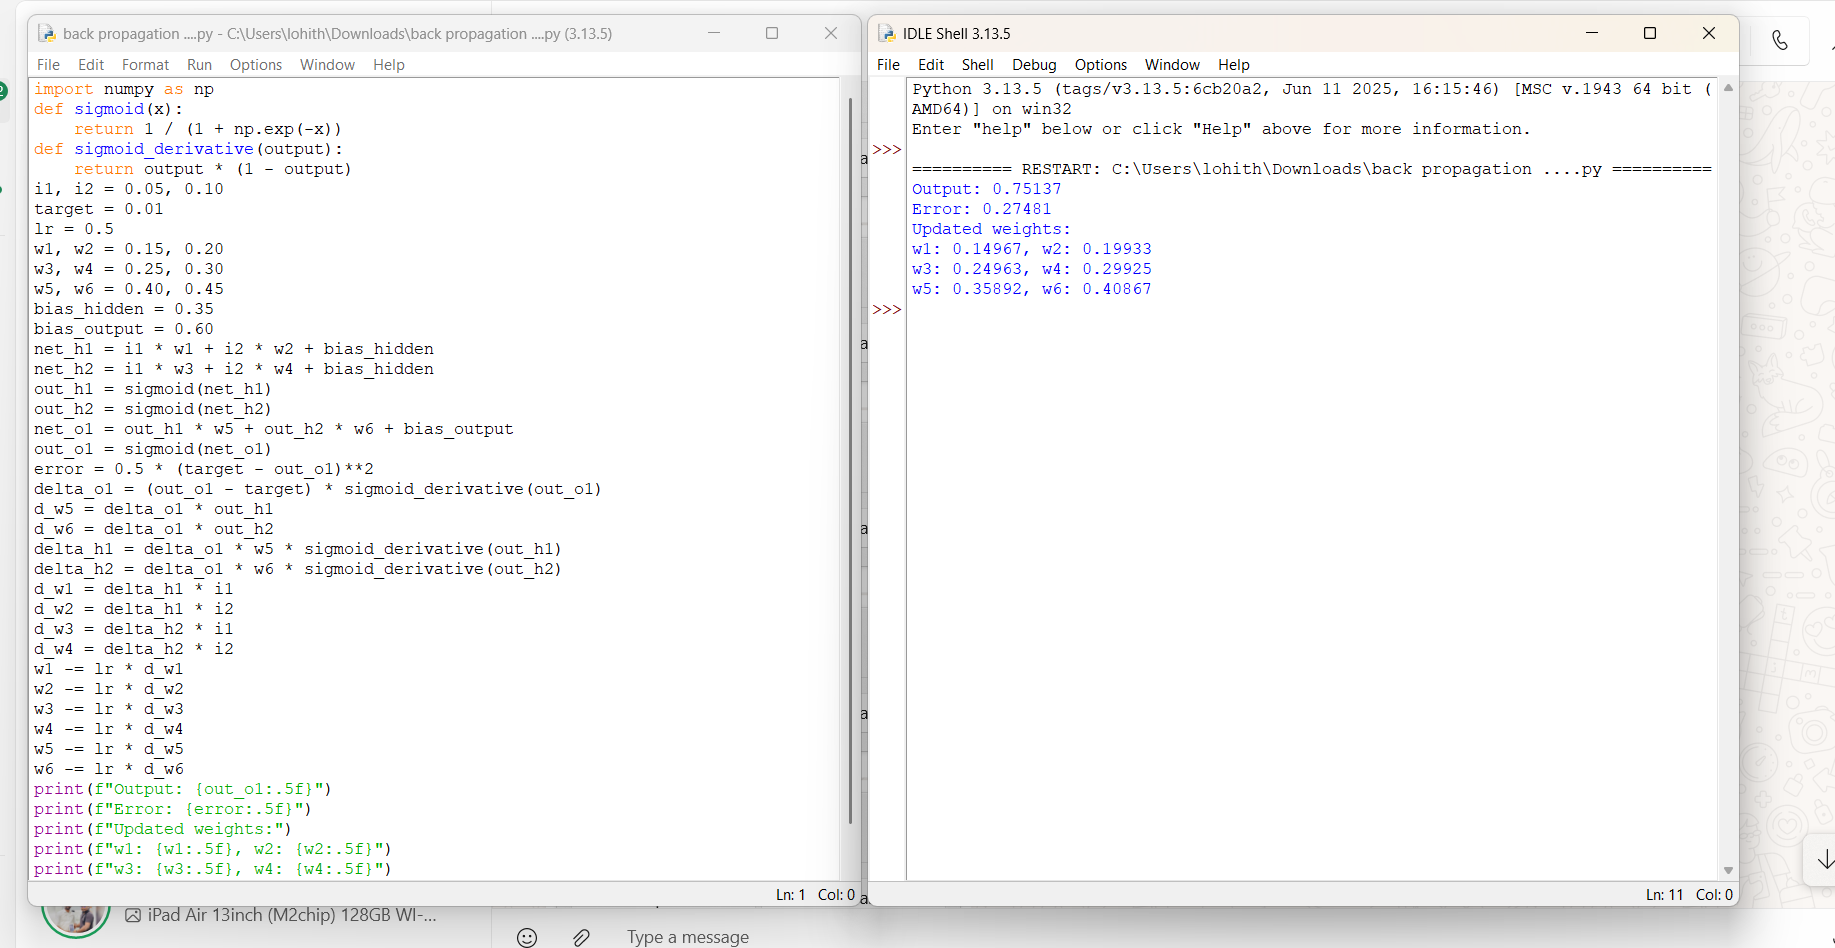 back propagation ....py - C:\Users\lohith\Downloads\back propagation ....py (3.13.5)
File Edit Format Run Options Window Help
import numpy as np
def sigmoid(x):
    return 1 / (1 + np.exp(-x))
def sigmoid_derivative(output):
    return output * (1 - output)
i1, i2 = 0.05, 0.10
target = 0.01
lr = 0.5
w1, w2 = 0.15, 0.20
w3, w4 = 0.25, 0.30
w5, w6 = 0.40, 0.45
bias_hidden = 0.35
bias_output = 0.60
net_h1 = i1 * w1 + i2 * w2 + bias_hidden
net_h2 = i1 * w3 + i2 * w4 + bias_hidden
out_h1 = sigmoid(net_h1)
out_h2 = sigmoid(net_h2)
net_o1 = out_h1 * w5 + out_h2 * w6 + bias_output
out_o1 = sigmoid(net_o1)
error = 0.5 * (target - out_o1)**2
delta_o1 = (out_o1 - target) * sigmoid_derivative(out_o1)
d_w5 = delta_o1 * out_h1
d_w6 = delta_o1 * out_h2
delta_h1 = delta_o1 * w5 * sigmoid_derivative(out_h1)
delta_h2 = delta_o1 * w6 * sigmoid_derivative(out_h2)
d_w1 = delta_h1 * i1
d_w2 = delta_h1 * i2
d_w3 = delta_h2 * i1
d_w4 = delta_h2 * i2
w1 -= lr * d_w1
w2 -= lr * d_w2
w3 -= lr * d_w3
w4 -= lr * d_w4
w5 -= lr * d_w5
w6 -= lr * d_w6
print(f"Output: {out_o1:.5f}")
print(f"Error: {error:.5f}")
print(f"Updated weights:")
print(f"w1: {w1:.5f}, w2: {w2:.5f}")
print(f"w3: {w3:.5f}, w4: {w4:.5f}")
Ln: 1 Col: 0
IDLE Shell 3.13.5
File Edit Shell Debug Options Window Help
Python 3.13.5 (tags/v3.13.5:6cb20a2, Jun 11 2025, 16:15:46) [MSC v.1943 64 bit (
AMD64)] on win32
Enter "help" below or click "Help" above for more information.
>>>
========== RESTART: C:\Users\lohith\Downloads\back propagation ....py ==========
Output: 0.75137
Error: 0.27481
Updated weights:
w1: 0.14967, w2: 0.19933
w3: 0.24963, w4: 0.29925
w5: 0.35892, w6: 0.40867
>>>
Ln: 11 Col: 0
iPad Air 13inch (M2chip) 128GB WI-...
Type a message